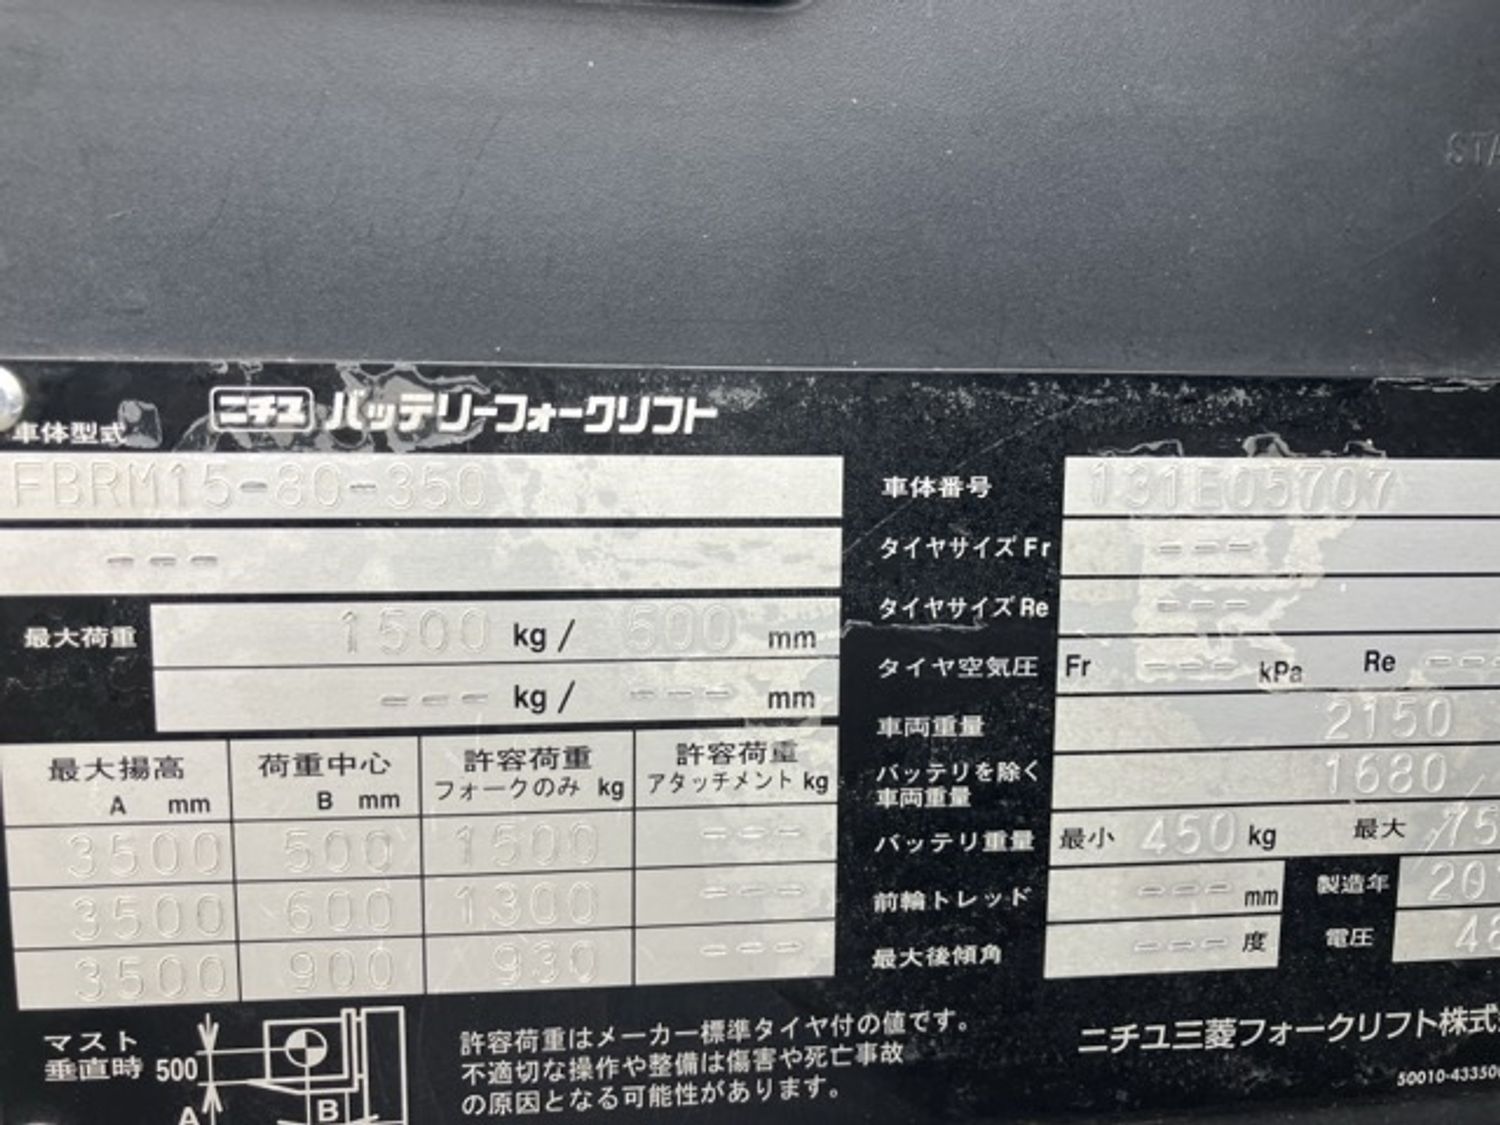 STA
ニチユ バッテリーフォークリフト
車体型式
FBRM15-80-350
---
最大荷重 1500 kg / 500 mm
--- kg / --- mm
最大揚高 A mm 荷重中心 B mm 許容荷重 フォークのみ kg 許容荷重 アタッチメント kg
3500 500 1500 ---
3500 600 1300 ---
3500 900 930 ---
マスト
垂直時 500
A
B
許容荷重はメーカー標準タイヤ付の値です。
不適切な操作や整備は傷害や死亡事故
の原因となる可能性があります。
車体番号 131E05707
タイヤサイズ Fr ---
タイヤサイズ Re ---
タイヤ空気圧 Fr --- kPa Re ---
車両重量 2150
バッテリを除く
車両重量 1680
バッテリ重量 最小 450 kg 最大 75
前輪トレッド --- mm 製造年 20
最大後傾角 --- 度 電圧 48
ニチユ三菱フォークリフト株式
50010-43350